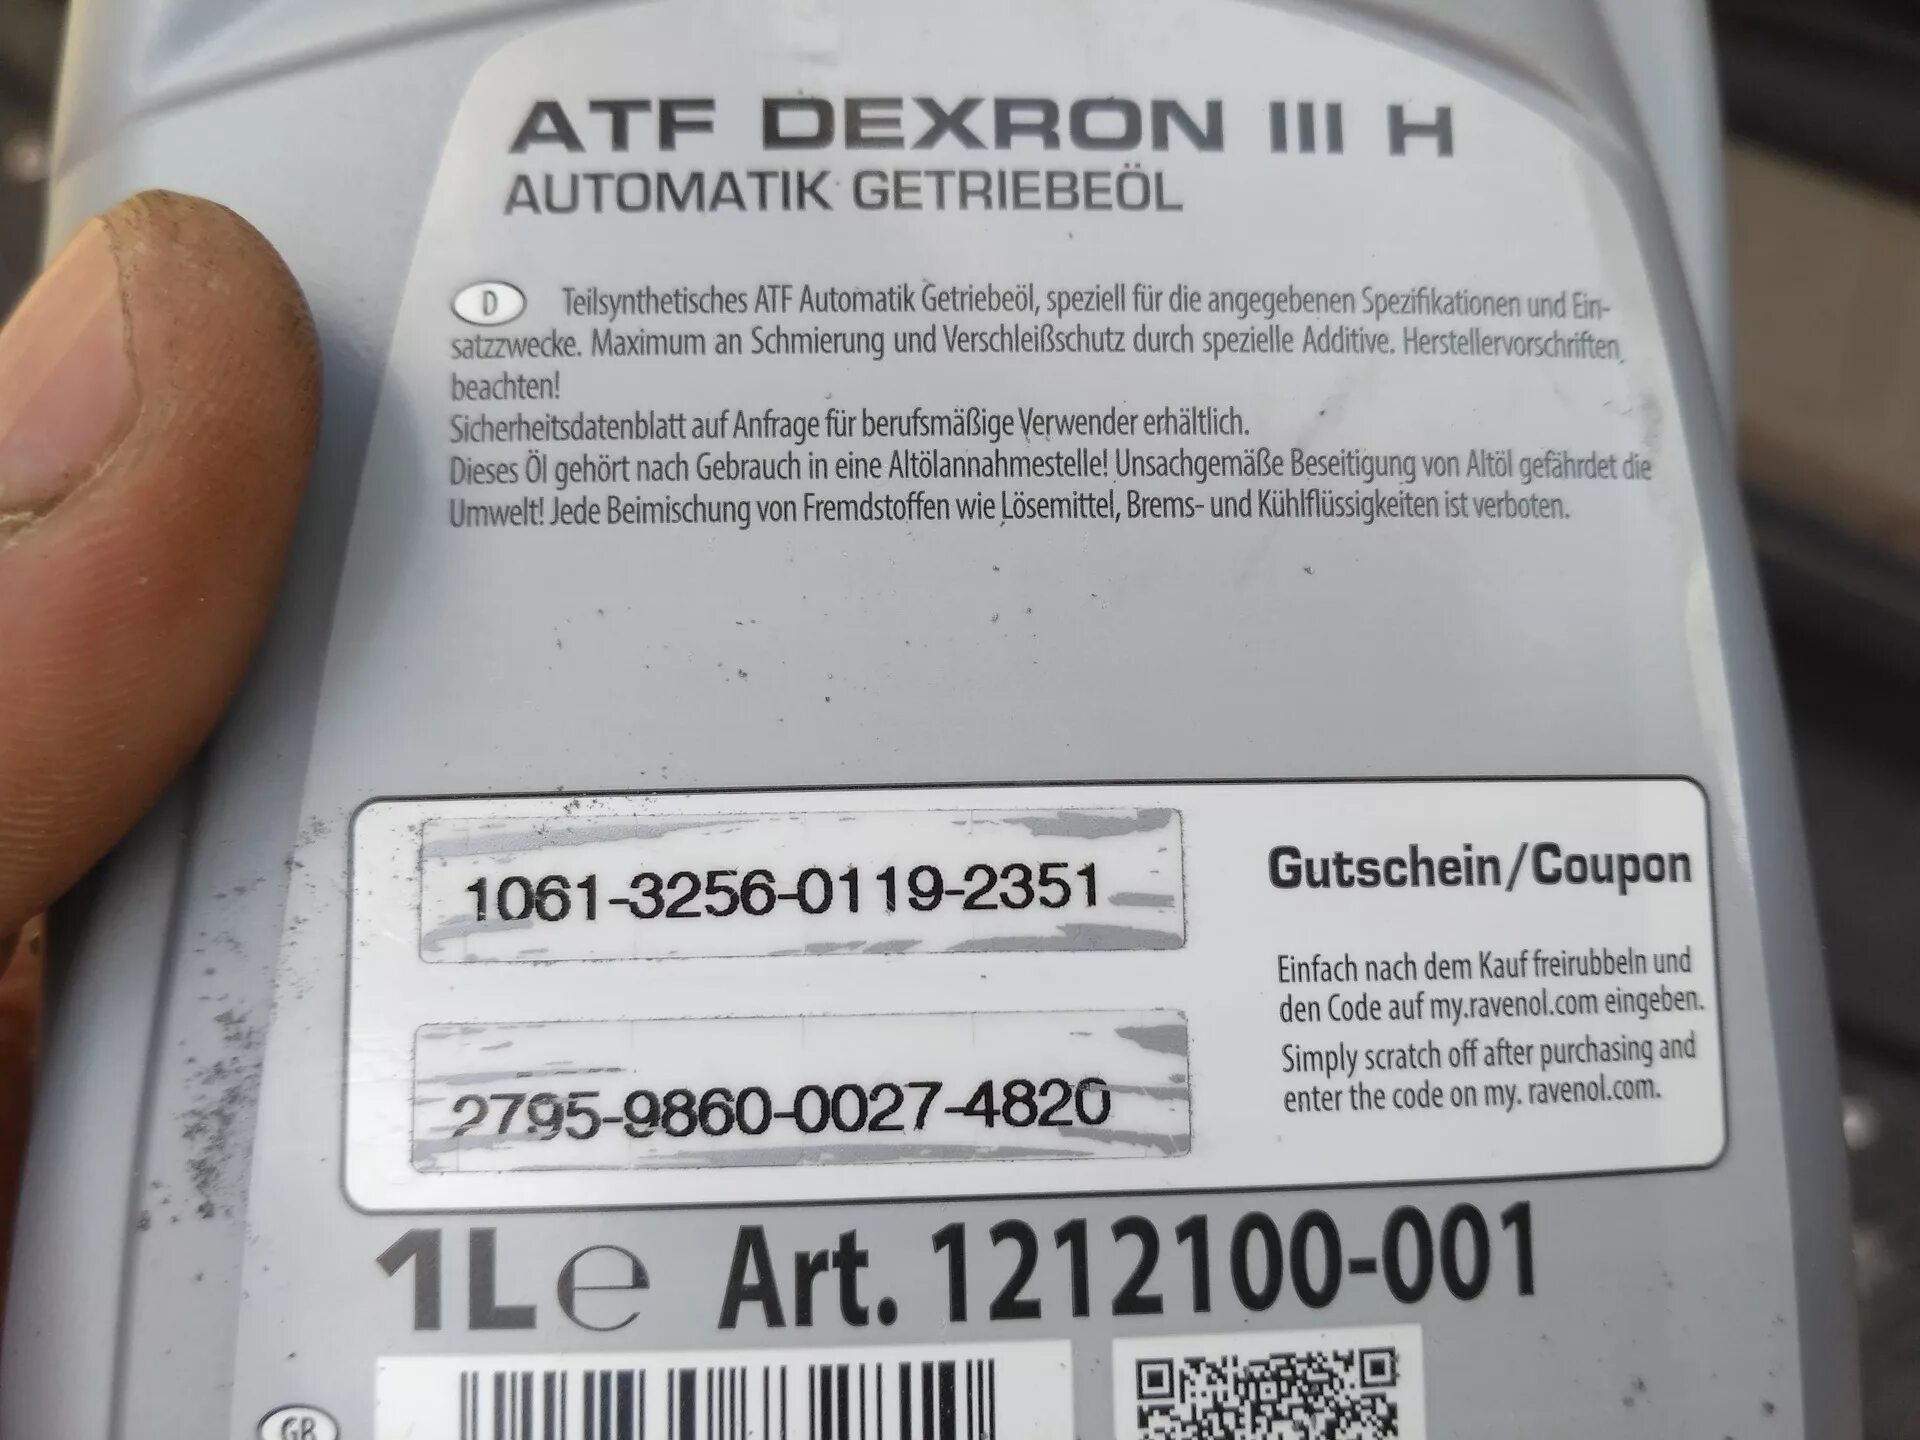 ATF DEXRON III H
AUTOMATIK GETRIEBEÖL
D Teilsynthetisches ATF Automatik Getriebeöl, speziell für die angegebenen Spezifikationen und Ein-
satzzwecke. Maximum an Schmierung und Verschleißschutz durch spezielle Additive. Herstellervorschriften
beachten!
Sicherheitsdatenblatt auf Anfrage für berufsmäßige Verwender erhältlich.
Dieses Öl gehört nach Gebrauch in eine Altölannahmestelle! Unsachgemäße Beseitigung von Altöl gefährdet die
Umwelt! Jede Beimischung von Fremdstoffen wie Lösemittel, Brems- und Kühlflüssigkeiten ist verboten.
1061-3256-0119-2351
2795-9860-0027-4820
Gutschein/Coupon
Einfach nach dem Kauf freirubbeln und
den Code auf my.ravenol.com eingeben.
Simply scratch off after purchasing and
enter the code on my. ravenol.com.
1L e Art. 1212100-001
GB